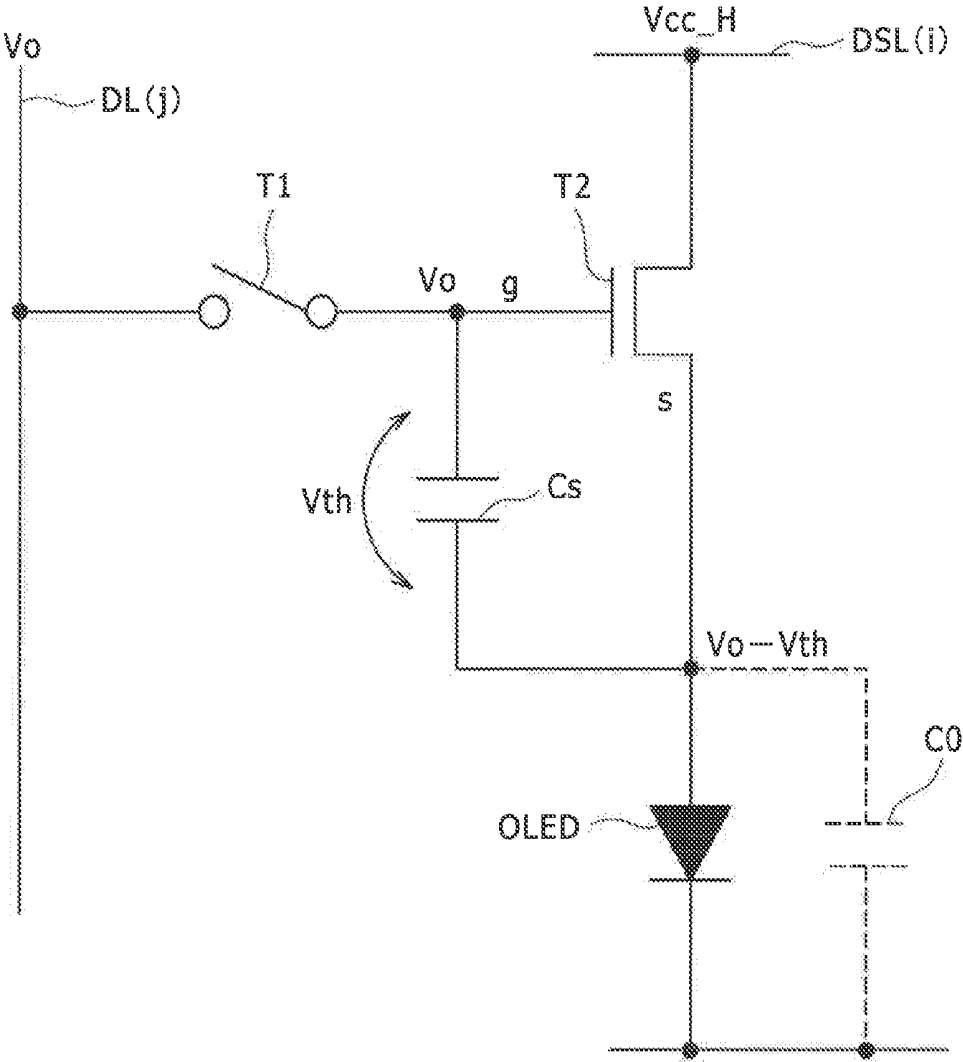 Vcc_H
Vo
DSL(i)
DL(j)
T1
T2
Vo
g
s
Vth
Cs
Vo−Vth
C0
OLED